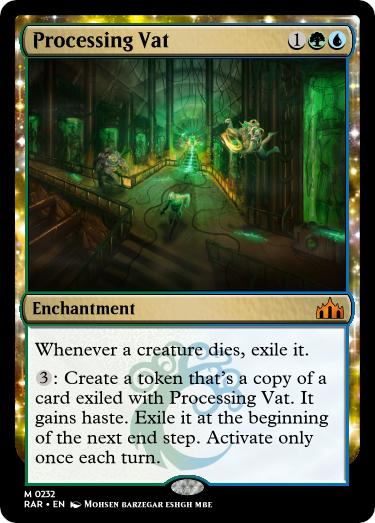 Processing Vat 1
Enchantment
Whenever a creature dies, exile it.
3: Create a token that's a copy of a
card exiled with Processing Vat. It
gains haste. Exile it at the beginning
of the next end step. Activate only
once each turn.
M 0232
RAR • EN MOHSEN BARZEGAR ESHGH MBE